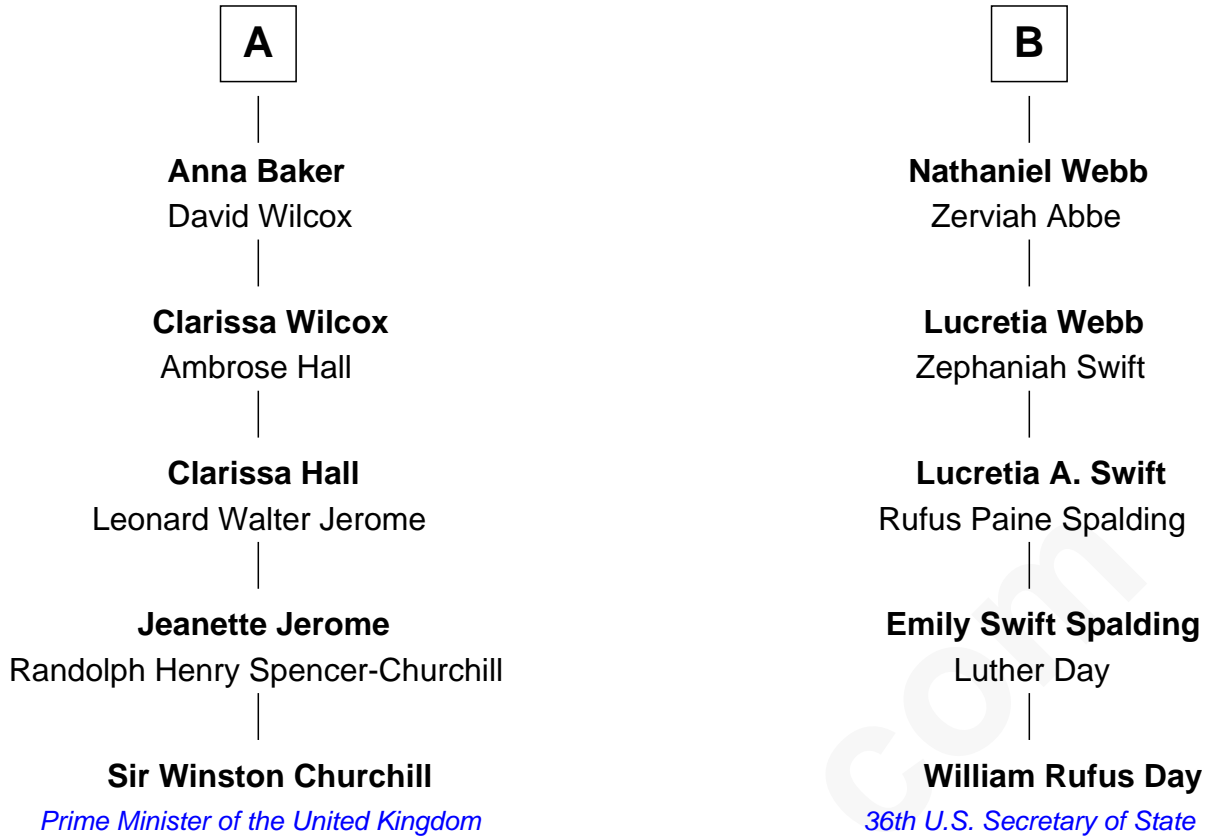 A
Anna Baker
David Wilcox
Clarissa Wilcox
Ambrose Hall
Clarissa Hall
Leonard Walter Jerome
Jeanette Jerome
Randolph Henry Spencer-Churchill
Sir Winston Churchill
Prime Minister of the United Kingdom
B
Nathaniel Webb
Zerviah Abbe
Lucretia Webb
Zephaniah Swift
Lucretia A. Swift
Rufus Paine Spalding
Emily Swift Spalding
Luther Day
William Rufus Day
36th U.S. Secretary of State
com